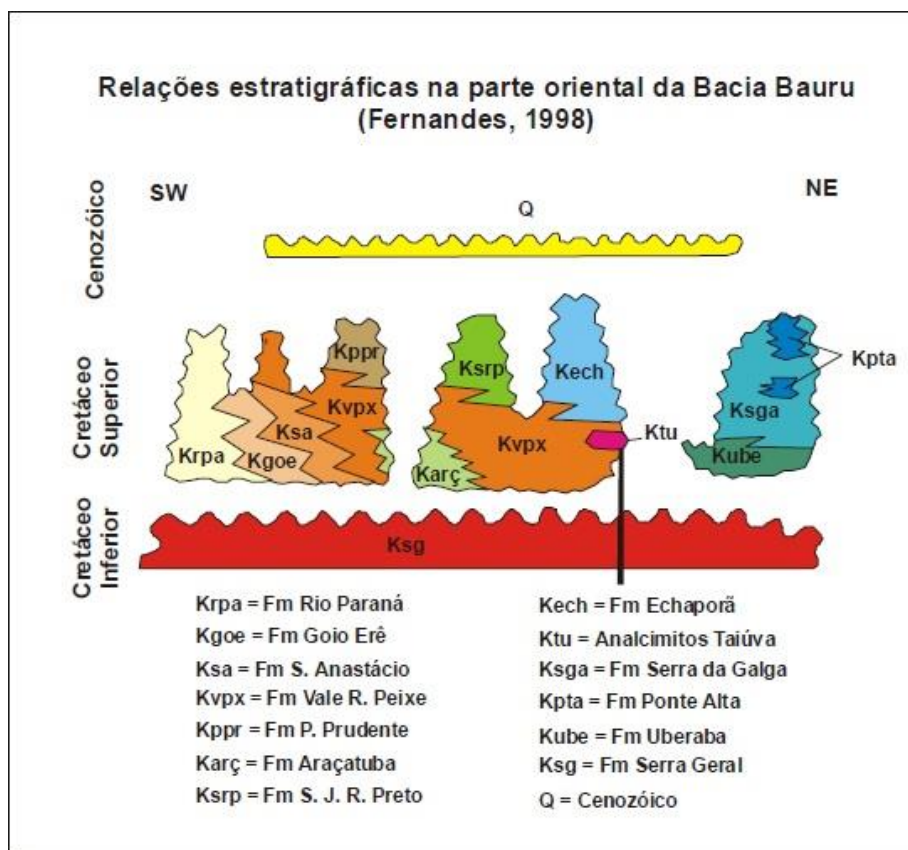 Relações estratigráficas na parte oriental da Bacia Bauru
(Fernandes, 1998)
Cenozóico
SW
Q
NE
Cretáceo
Superior
Krpa
Kgoe
Ksa
Kvpx
Kppr
Karç
Ksrp
Kvpx
Kech
Ktu
Kube
Ksga
Kpta
Cretáceo
Inferior
Ksg
Krpa = Fm Rio Paraná
Kgoe = Fm Goio Erê
Ksa = Fm S. Anastácio
Kvpx = Fm Vale R. Peixe
Kppr = Fm P. Prudente
Karç = Fm Araçatuba
Ksrp = Fm S. J. R. Preto
Kech = Fm Echaporã
Ktu = Analcimitos Taiúva
Ksga = Fm Serra da Galga
Kpta = Fm Ponte Alta
Kube = Fm Uberaba
Ksg = Fm Serra Geral
Q = Cenozóico